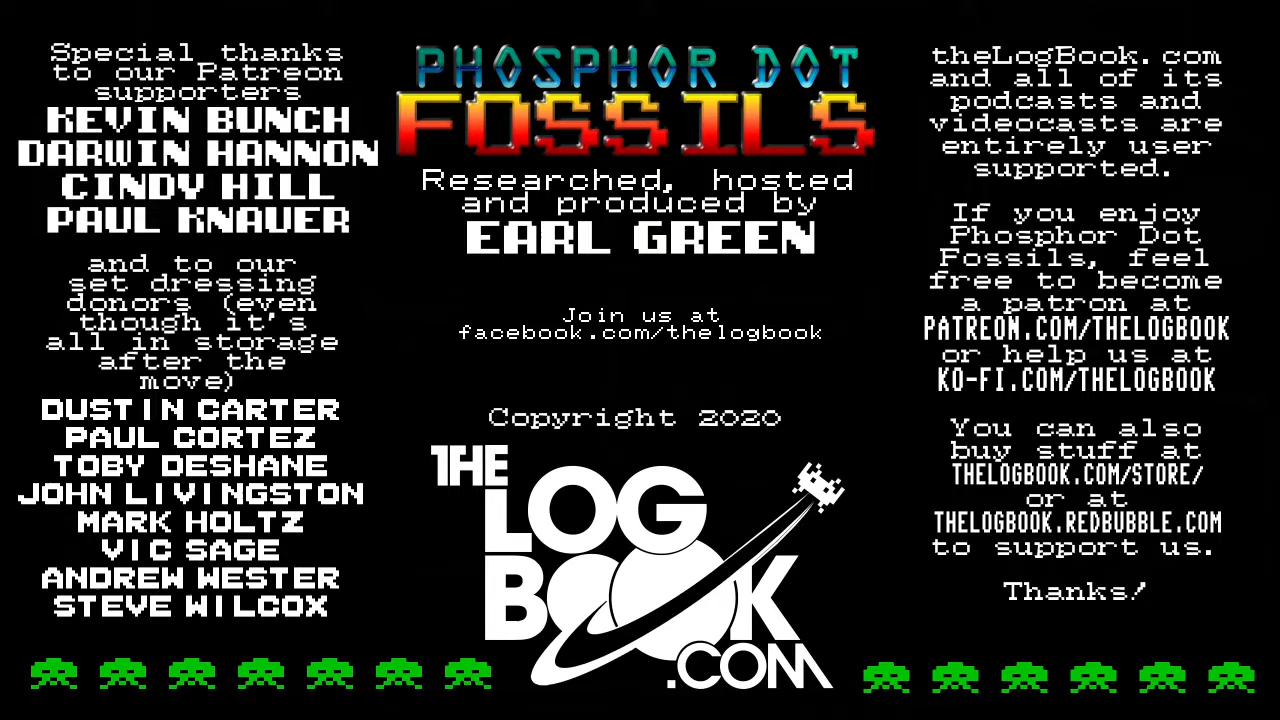 Special thanks
to our Patreon
supporters
KEVIN BUNCH
DARWIN HANNON
CINDY HILL
PAUL KNAUER
and to our
set dressing
donors (even
though it's
all in storage
after the
move)
DUSTIN CARTER
PAUL CORTEZ
TOBY DESHANE
JOHN LIVINGSTON
MARK HOLTZ
VIC SAGE
ANDREW WESTER
STEVE WILCOX
PHOSPHOR DOT
FOSSILS
Researched, hosted
and produced by
EARL GREEN
Join us at
facebook.com/thelogbook
Copyright 2020
THE
LOG
BOOK
.COM
theLogBook.com
and all of its
podcasts and
videocasts are
entirely user
supported.
If you enjoy
Phosphor Dot
Fossils, feel
free to become
a patron at
PATREON.COM/THELOGBOOK
or help us at
KO-FI.COM/THELOGBOOK
You can also
buy stuff at
THELOGBOOK.COM/STORE/
or at
THELOGBOOK.REDBUBBLE.COM
to support us.
Thanks!